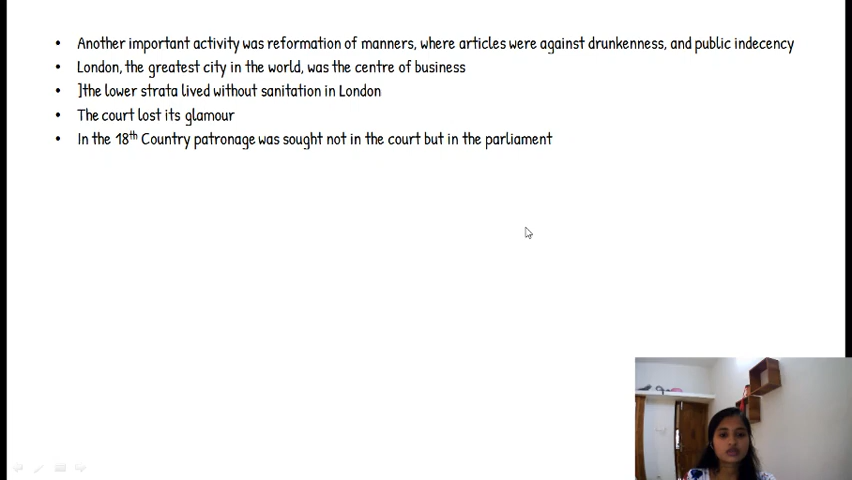 • Another important activity was reformation of manners, where articles were against drunkenness, and public indecency
• London, the greatest city in the world, was the centre of business
• ]the lower strata lived without sanitation in London
• The court lost its glamour
• In the 18th Country patronage was sought not in the court but in the parliament